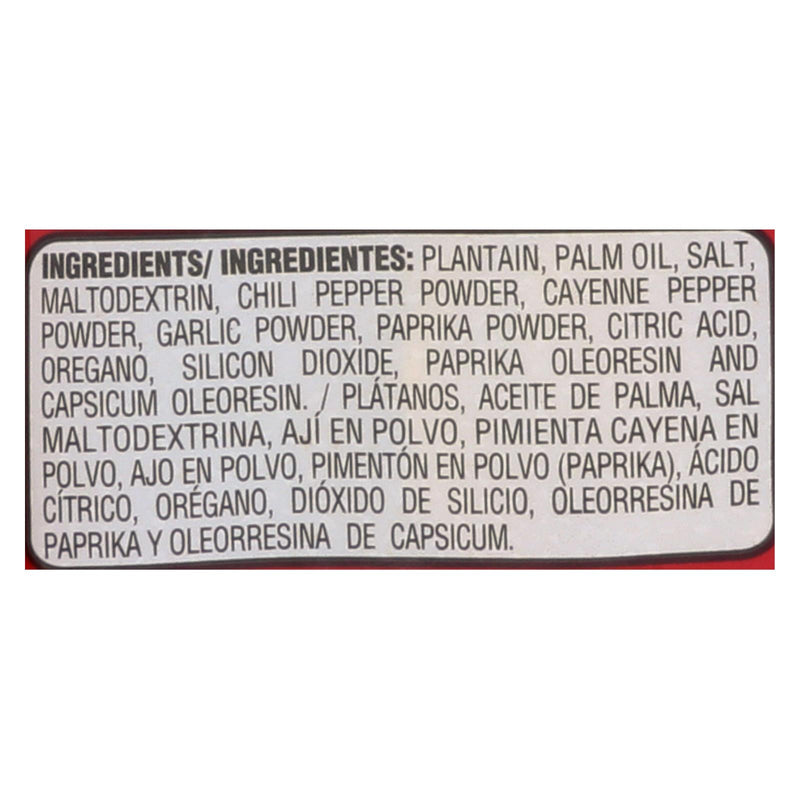 INGREDIENTS/ INGREDIENTES: PLANTAIN, PALM OIL, SALT,
MALTODEXTRIN, CHILI PEPPER POWDER, CAYENNE PEPPER
POWDER, GARLIC POWDER, PAPRIKA POWDER, CITRIC ACID,
OREGANO, SILICON DIOXIDE, PAPRIKA OLEORESIN AND
CAPSICUM OLEORESIN. / PLÁTANOS, ACEITE DE PALMA, SAL
MALTODEXTRINA, AJÍ EN POLVO, PIMIENTA CAYENA EN
POLVO, AJO EN POLVO, PIMENTÓN EN POLVO (PAPRIKA), ÁCIDO
CÍTRICO, ORÉGANO, DIÓXIDO DE SILICIO, OLEORRESINA DE
PAPRIKA Y OLEORRESINA DE CAPSICUM.